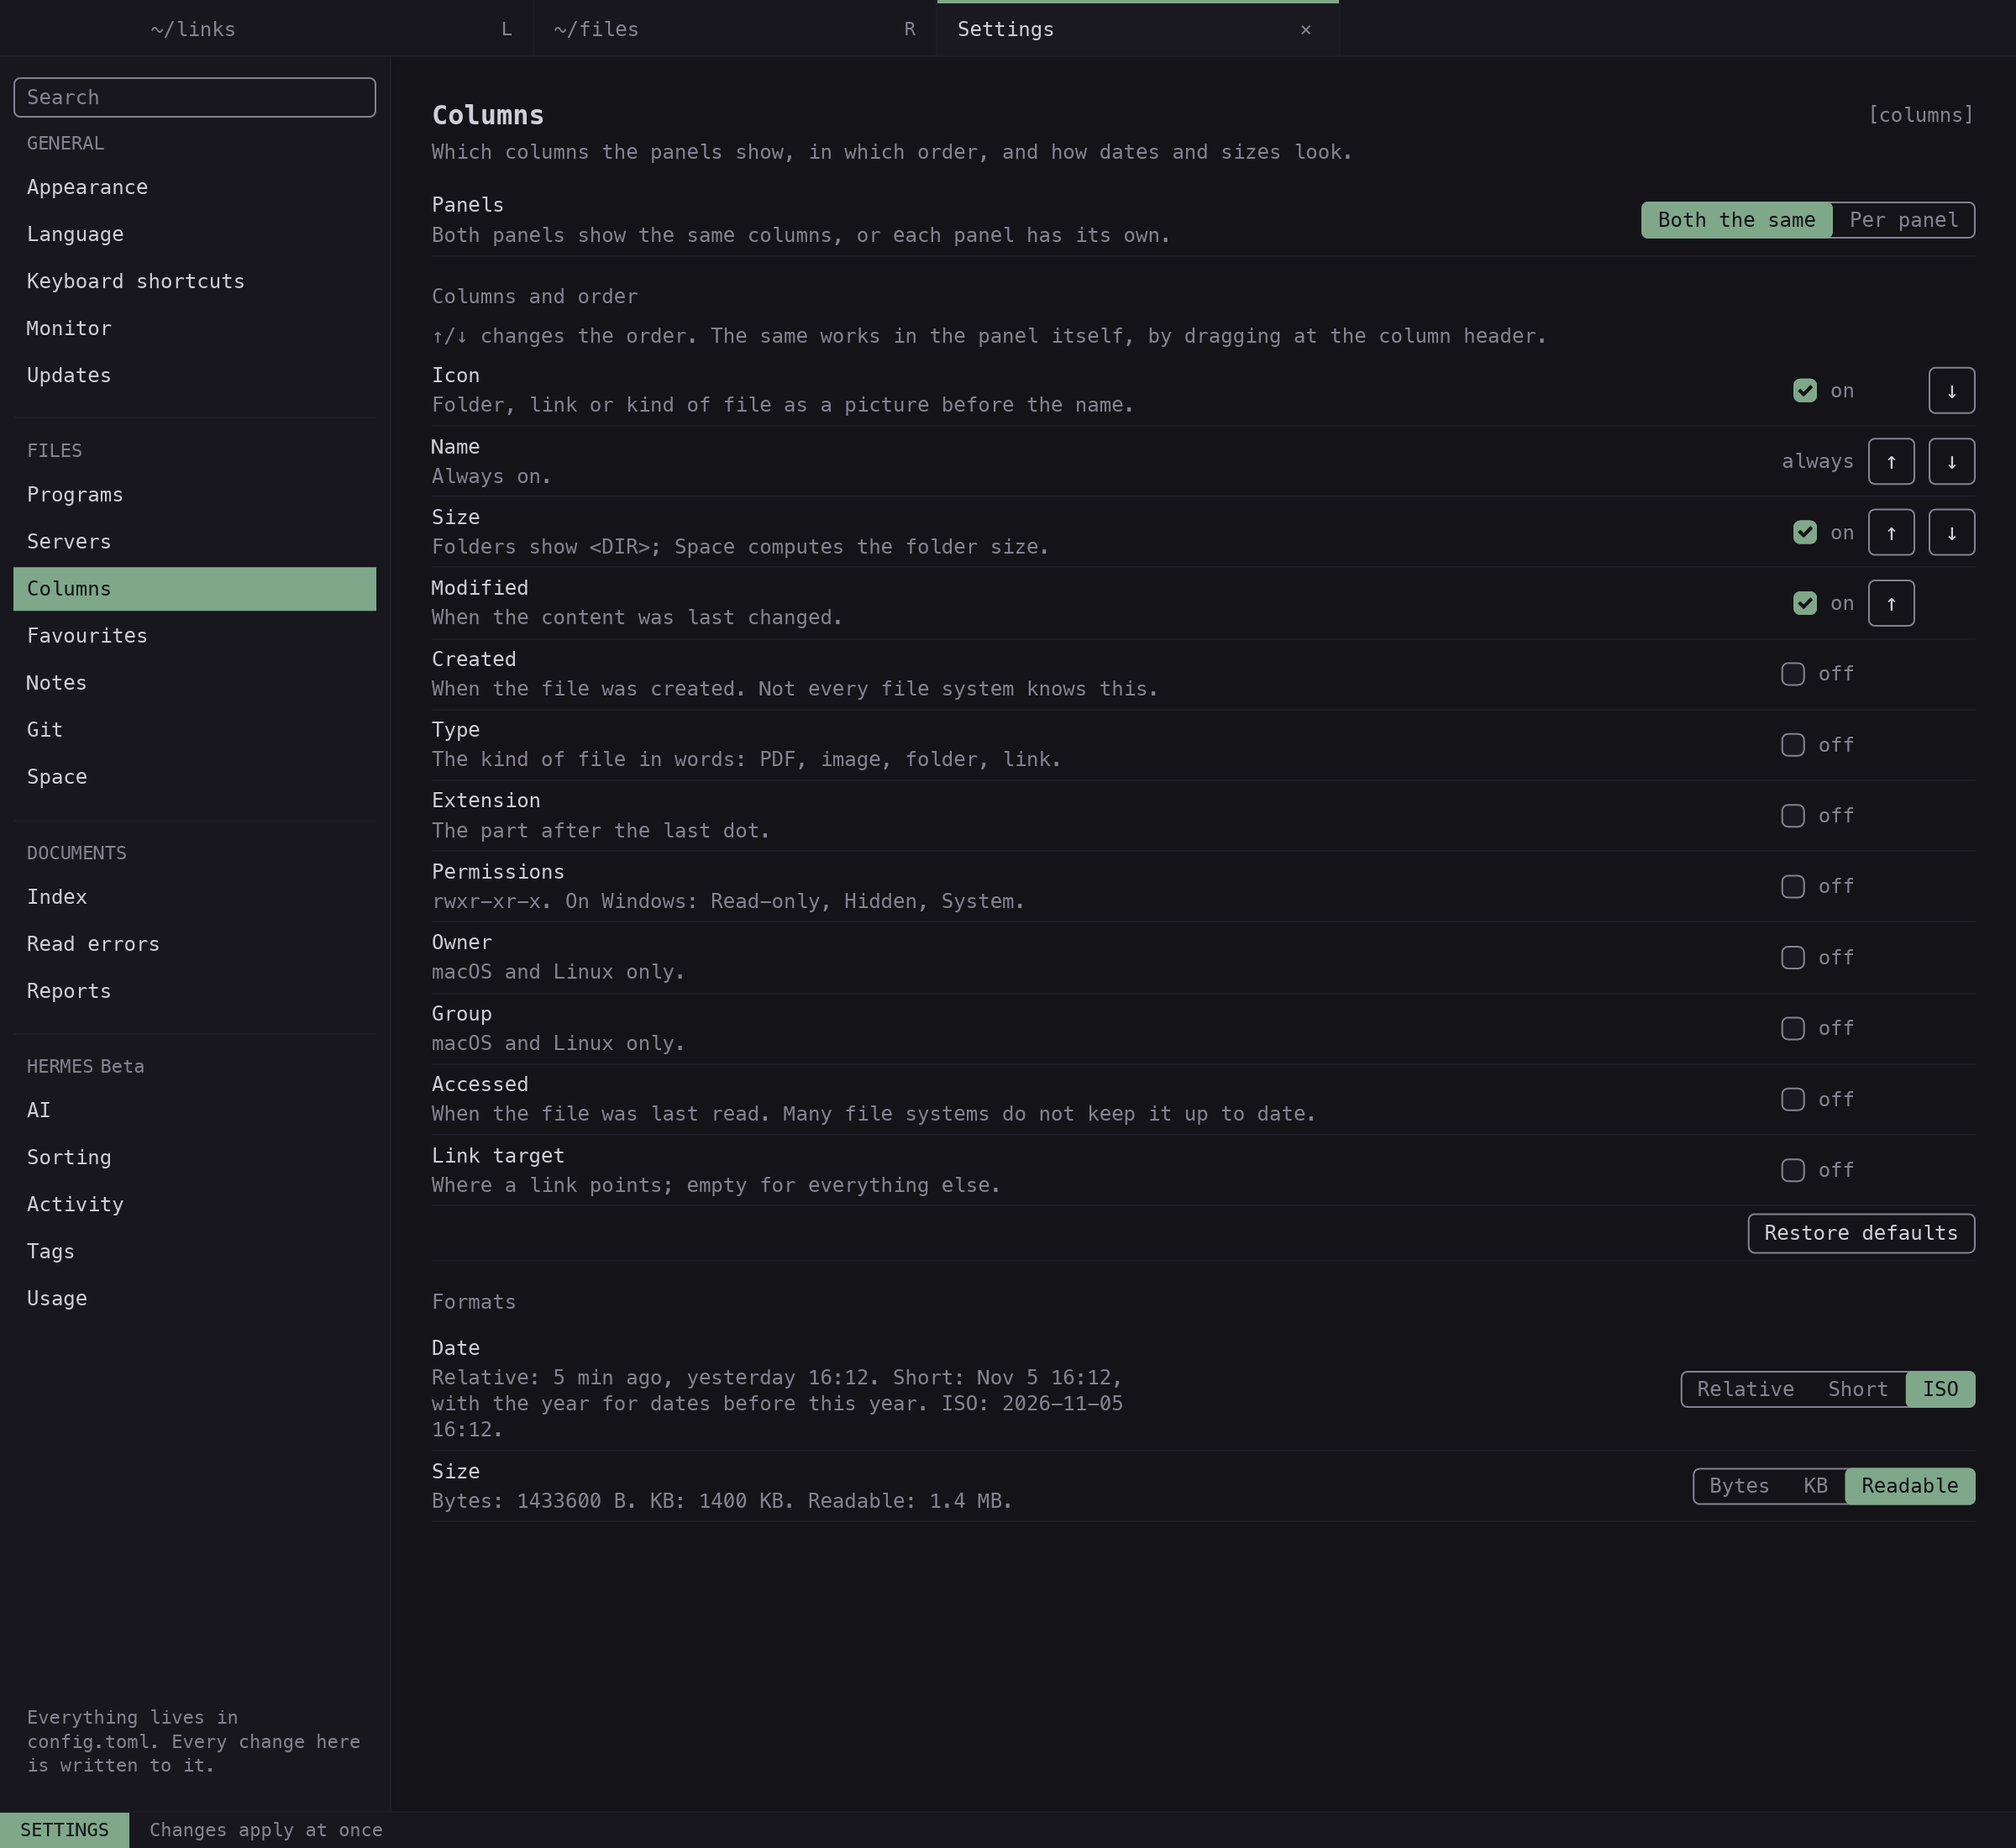 ~/links L ~/files R Settings ×
Search
GENERAL
Appearance
Language
Keyboard shortcuts
Monitor
Updates
FILES
Programs
Servers
Columns
Favourites
Notes
Git
Space
DOCUMENTS
Index
Read errors
Reports
HERMES Beta
AI
Sorting
Activity
Tags
Usage
Everything lives in
config.toml. Every change here
is written to it.
Columns [columns]
Which columns the panels show, in which order, and how dates and sizes look.
Panels
Both panels show the same columns, or each panel has its own.
Both the same Per panel
Columns and order
↑/↓ changes the order. The same works in the panel itself, by dragging at the column header.
Icon
Folder, link or kind of file as a picture before the name.
on ↓
Name
Always on.
always ↑ ↓
Size
Folders show <DIR>; Space computes the folder size.
on ↑ ↓
Modified
When the content was last changed.
on ↑
Created
When the file was created. Not every file system knows this.
off
Type
The kind of file in words: PDF, image, folder, link.
off
Extension
The part after the last dot.
off
Permissions
rwxr-xr-x. On Windows: Read-only, Hidden, System.
off
Owner
macOS and Linux only.
off
Group
macOS and Linux only.
off
Accessed
When the file was last read. Many file systems do not keep it up to date.
off
Link target
Where a link points; empty for everything else.
off
Restore defaults
Formats
Date
Relative: 5 min ago, yesterday 16:12. Short: Nov 5 16:12,
with the year for dates before this year. ISO: 2026-11-05
16:12.
Relative Short ISO
Size
Bytes: 1433600 B. KB: 1400 KB. Readable: 1.4 MB.
Bytes KB Readable
SETTINGS Changes apply at once